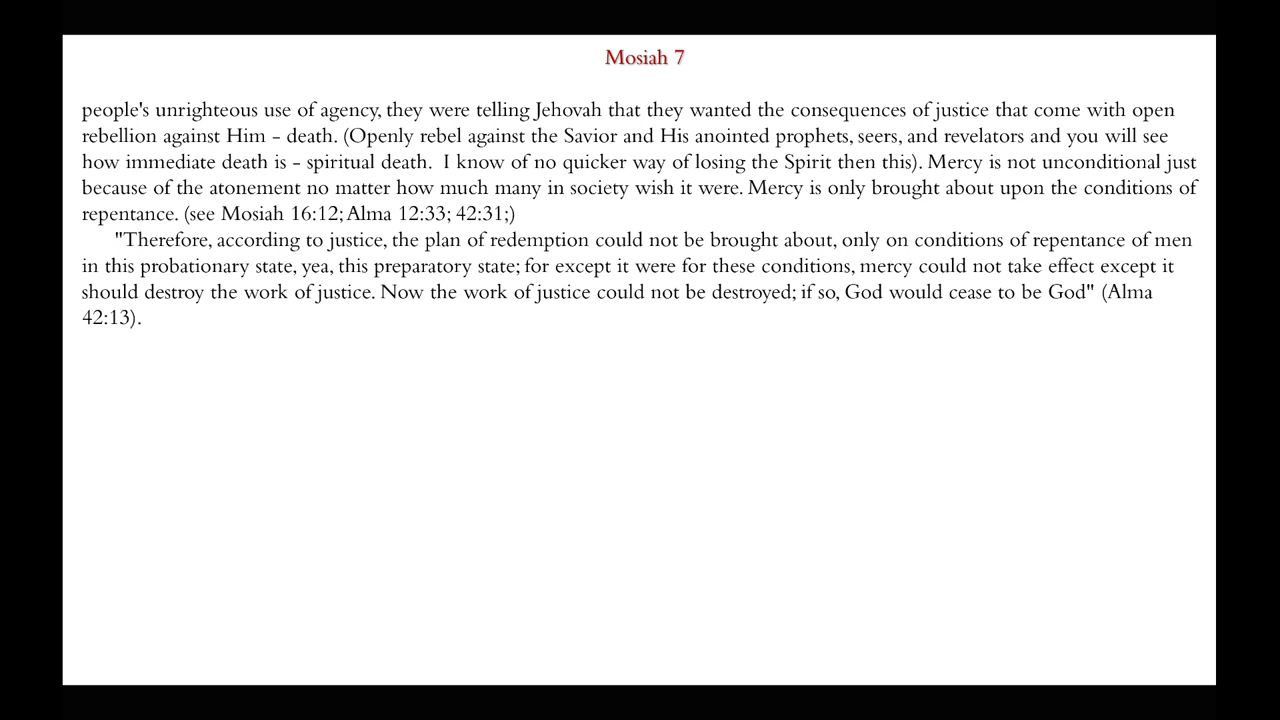 Mosiah 7
people's unrighteous use of agency, they were telling Jehovah that they wanted the consequences of justice that come with open
rebellion against Him - death. (Openly rebel against the Savior and His anointed prophets, seers, and revelators and you will see
how immediate death is - spiritual death.  I know of no quicker way of losing the Spirit then this). Mercy is not unconditional just
because of the atonement no matter how much many in society wish it were. Mercy is only brought about upon the conditions of
repentance. (see Mosiah 16:12; Alma 12:33; 42:31;)
"Therefore, according to justice, the plan of redemption could not be brought about, only on conditions of repentance of men
in this probationary state, yea, this preparatory state; for except it were for these conditions, mercy could not take effect except it
should destroy the work of justice. Now the work of justice could not be destroyed; if so, God would cease to be God" (Alma
42:13).